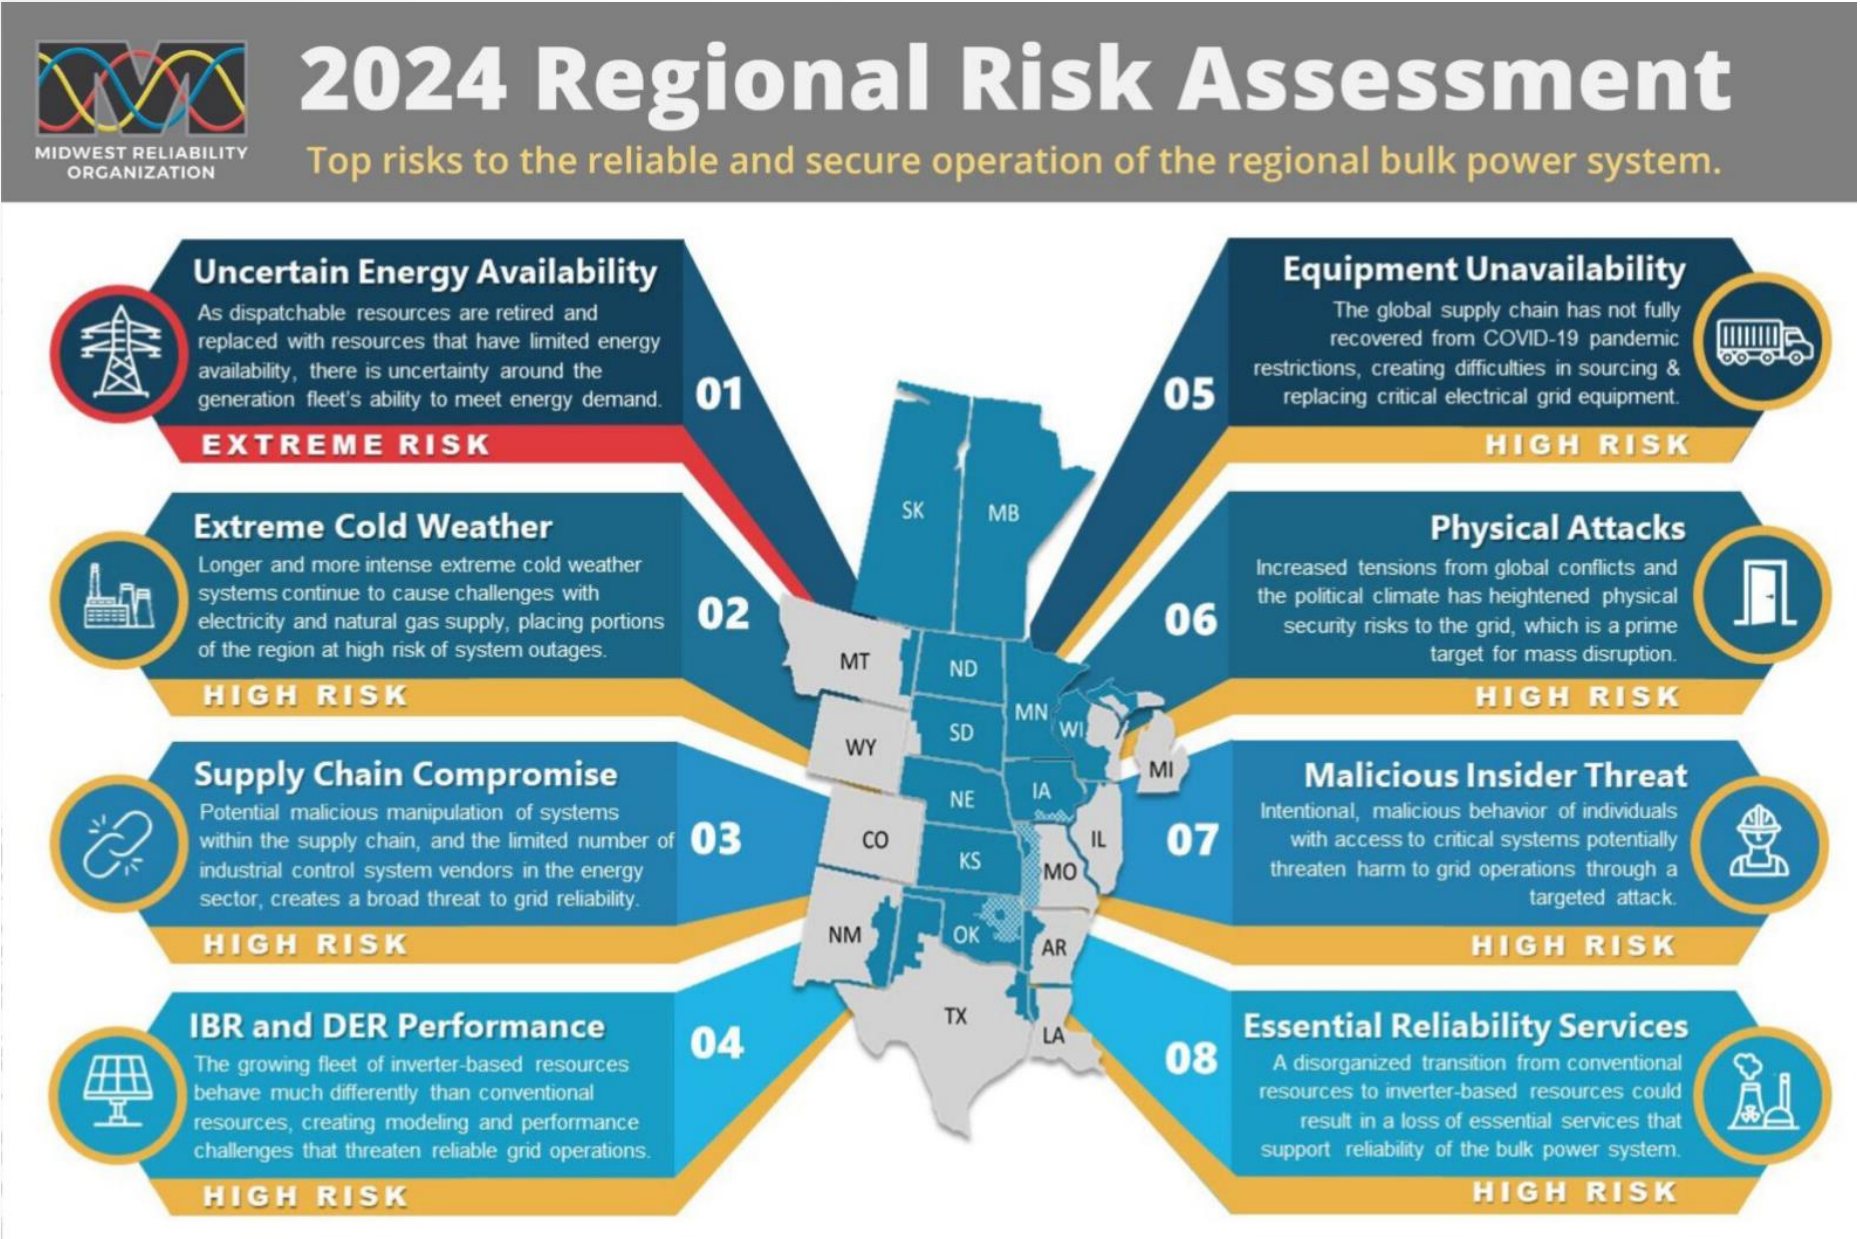 MIDWEST RELIABILITY
ORGANIZATION
2024 Regional Risk Assessment
Top risks to the reliable and secure operation of the regional bulk power system.
Uncertain Energy Availability
As dispatchable resources are retired and
replaced with resources that have limited energy
availability, there is uncertainty around the
generation fleet's ability to meet energy demand.
EXTREME RISK
01
Extreme Cold Weather
Longer and more intense extreme cold weather
systems continue to cause challenges with
electricity and natural gas supply, placing portions
of the region at high risk of system outages.
HIGH RISK
02
Supply Chain Compromise
Potential malicious manipulation of systems
within the supply chain, and the limited number of
industrial control system vendors in the energy
sector, creates a broad threat to grid reliability.
HIGH RISK
03
IBR and DER Performance
The growing fleet of inverter-based resources
behave much differently than conventional
resources, creating modeling and performance
challenges that threaten reliable grid operations.
HIGH RISK
04
SK
MB
MT
ND
MN
WI
WY
SD
MI
NE
IA
CO
IL
KS
MO
NM
OK
AR
TX
LA
05
Equipment Unavailability
The global supply chain has not fully
recovered from COVID-19 pandemic
restrictions, creating difficulties in sourcing &
replacing critical electrical grid equipment.
HIGH RISK
06
Physical Attacks
Increased tensions from global conflicts and
the political climate has heightened physical
security risks to the grid, which is a prime
target for mass disruption.
HIGH RISK
07
Malicious Insider Threat
Intentional, malicious behavior of individuals
with access to critical systems potentially
threaten harm to grid operations through a
targeted attack.
HIGH RISK
08
Essential Reliability Services
A disorganized transition from conventional
resources to inverter-based resources could
result in a loss of essential services that
support reliability of the bulk power system.
HIGH RISK